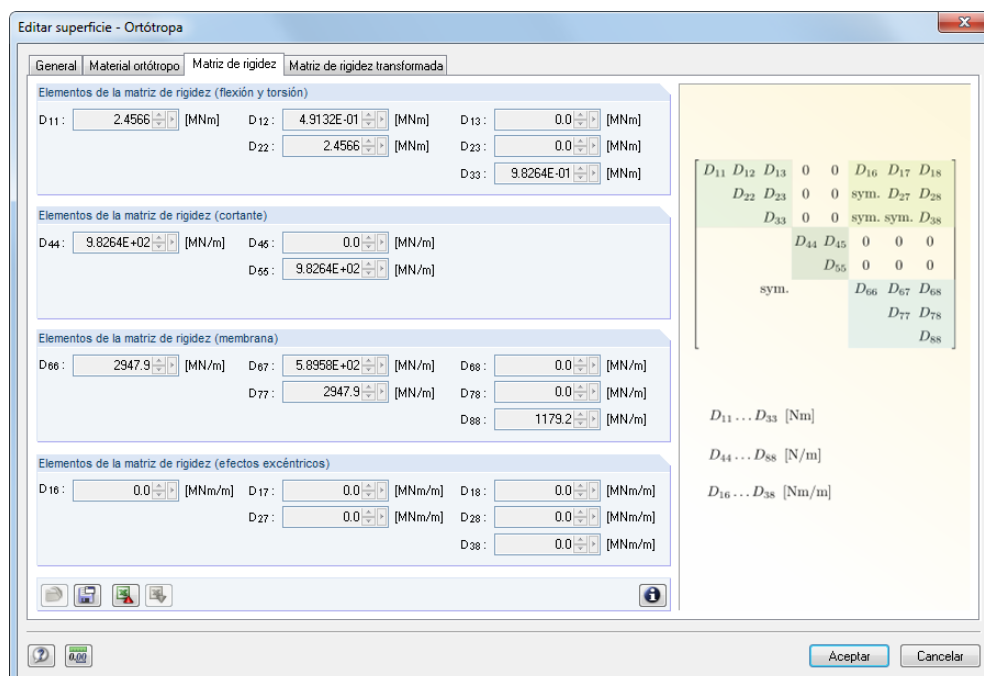 Editar superficie - Ortótropa
General Material ortótropo Matriz de rigidez Matriz de rigidez transformada
Elementos de la matriz de rigidez (flexión y torsión)
D11: 2.4566 [MNm] D12: 4.9132E-01 [MNm] D13: 0.0 [MNm]
D22: 2.4566 [MNm] D23: 0.0 [MNm]
D33: 9.8264E-01 [MNm]
Elementos de la matriz de rigidez (cortante)
D44: 9.8264E+02 [MN/m] D45: 0.0 [MN/m]
D55: 9.8264E+02 [MN/m]
Elementos de la matriz de rigidez (membrana)
D66: 2947.9 [MN/m] D67: 5.8958E+02 [MN/m] D68: 0.0 [MN/m]
D77: 2947.9 [MN/m] D78: 0.0 [MN/m]
D88: 1179.2 [MN/m]
Elementos de la matriz de rigidez (efectos excéntricos)
D16: 0.0 [MNm/m] D17: 0.0 [MNm/m] D18: 0.0 [MNm/m]
D27: 0.0 [MNm/m] D28: 0.0 [MNm/m]
D38: 0.0 [MNm/m]
D11 D12 D13 0 0 D16 D17 D18
D22 D23 0 0 sym. D27 D28
D33 0 0 sym. sym. D38
D44 D45 0 0 0
D55 0 0 0
sym. D66 D67 D68
D77 D78
D88
D11...D33 [Nm]
D44...D88 [N/m]
D16...D38 [Nm/m]
0.00
Aceptar Cancelar